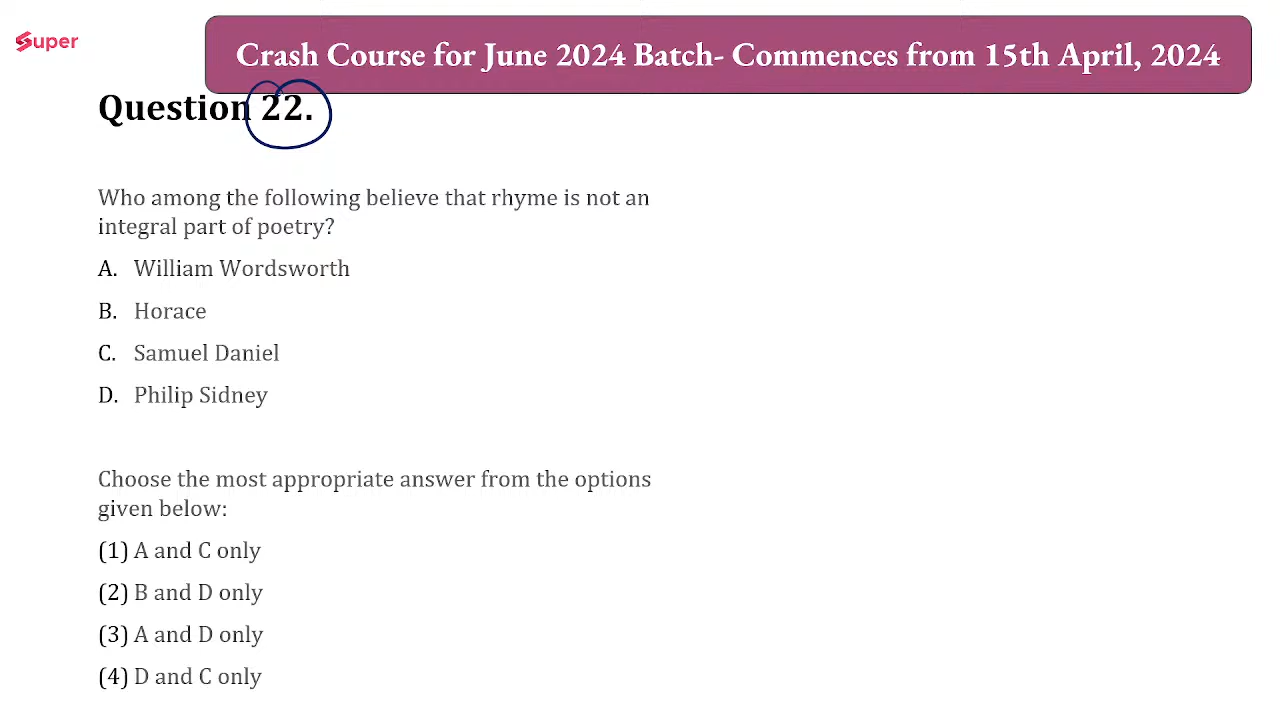 Super
Crash Course for June 2024 Batch- Commences from 15th April, 2024
Question 22.
Who among the following believe that rhyme is not an
integral part of poetry?
A. William Wordsworth
B. Horace
C. Samuel Daniel
D. Philip Sidney
Choose the most appropriate answer from the options
given below:
(1) A and C only
(2) B and D only
(3) A and D only
(4) D and C only